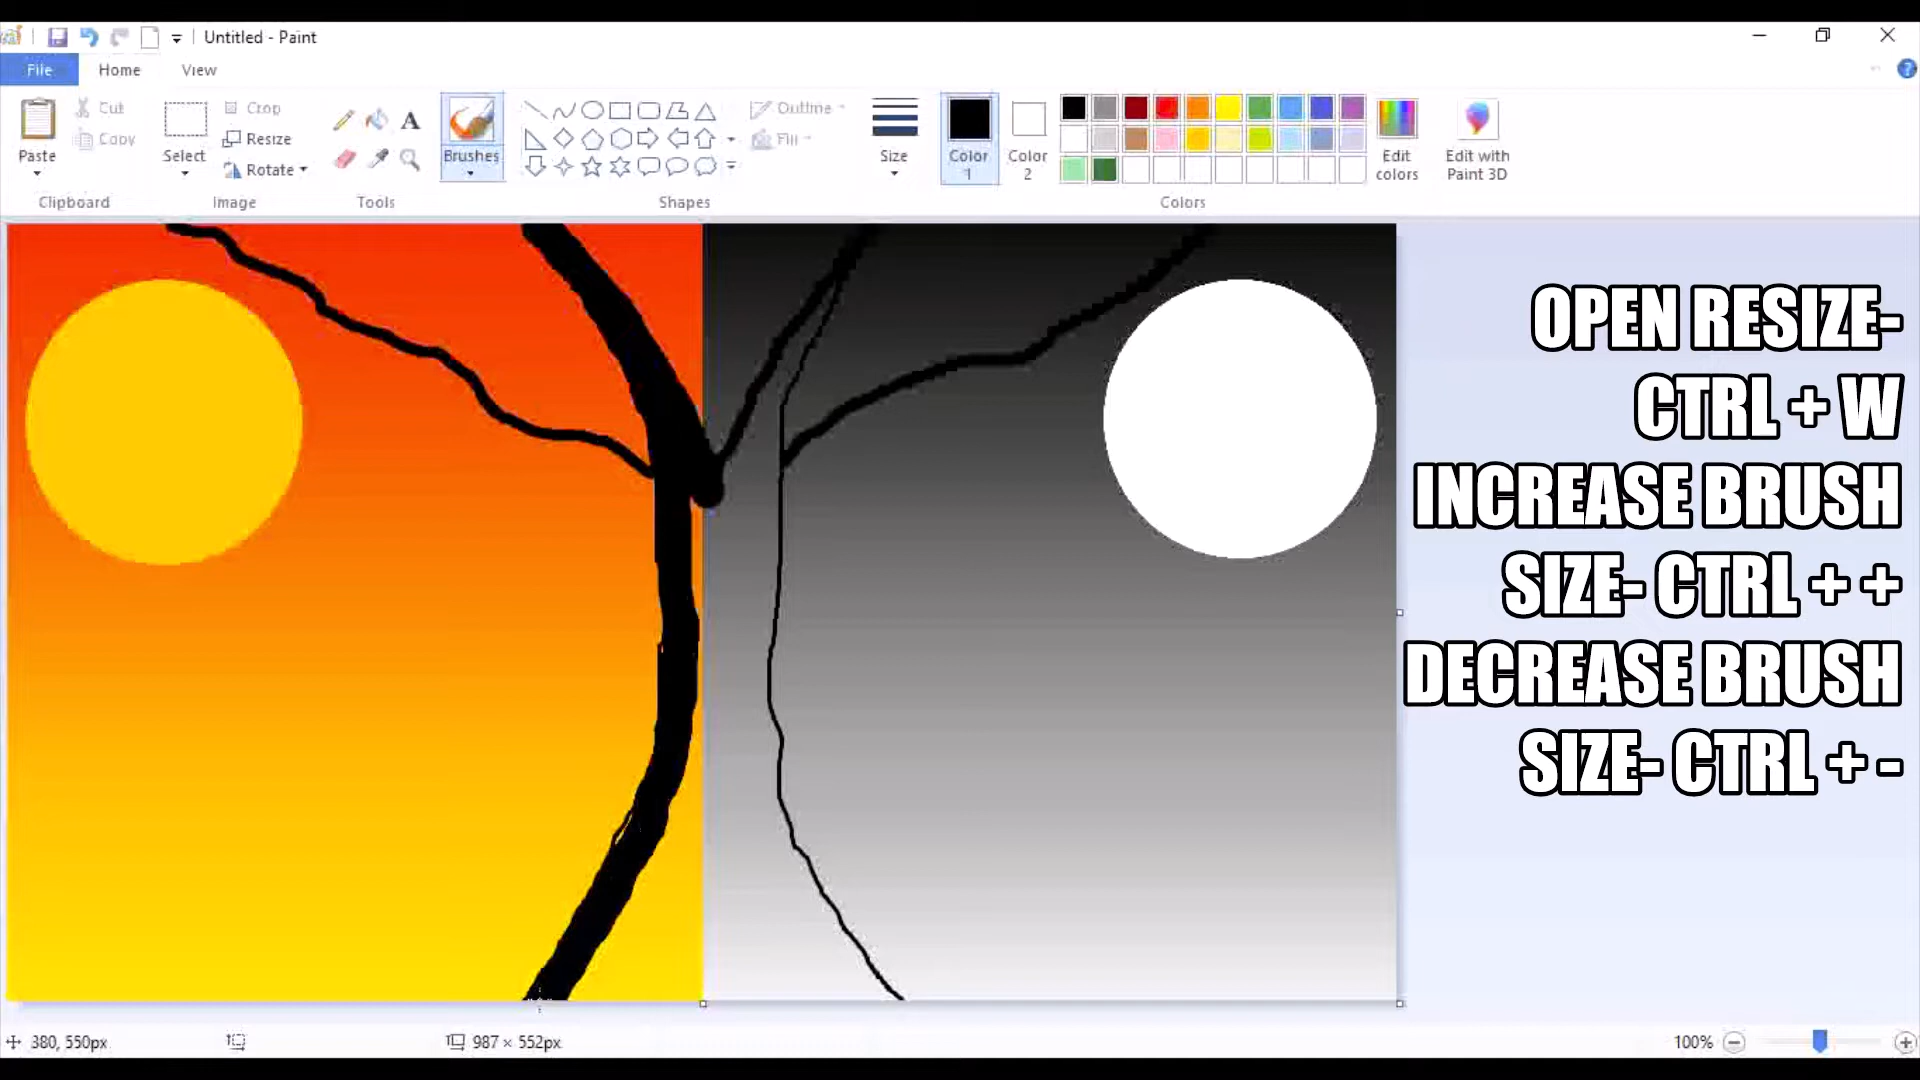 Untitled - Paint
File Home View
Paste Cut Copy Clipboard
Select Crop Resize Rotate Image
A
Tools
Brushes
Outline Fill Shapes
Size
Color 1
Color 2
Edit colors
Colors
Edit with Paint 3D
OPEN RESIZE-
CTRL + W
INCREASE BRUSH
SIZE- CTRL + +
DECREASE BRUSH
SIZE- CTRL + -
380, 550px
987 × 552px
100%